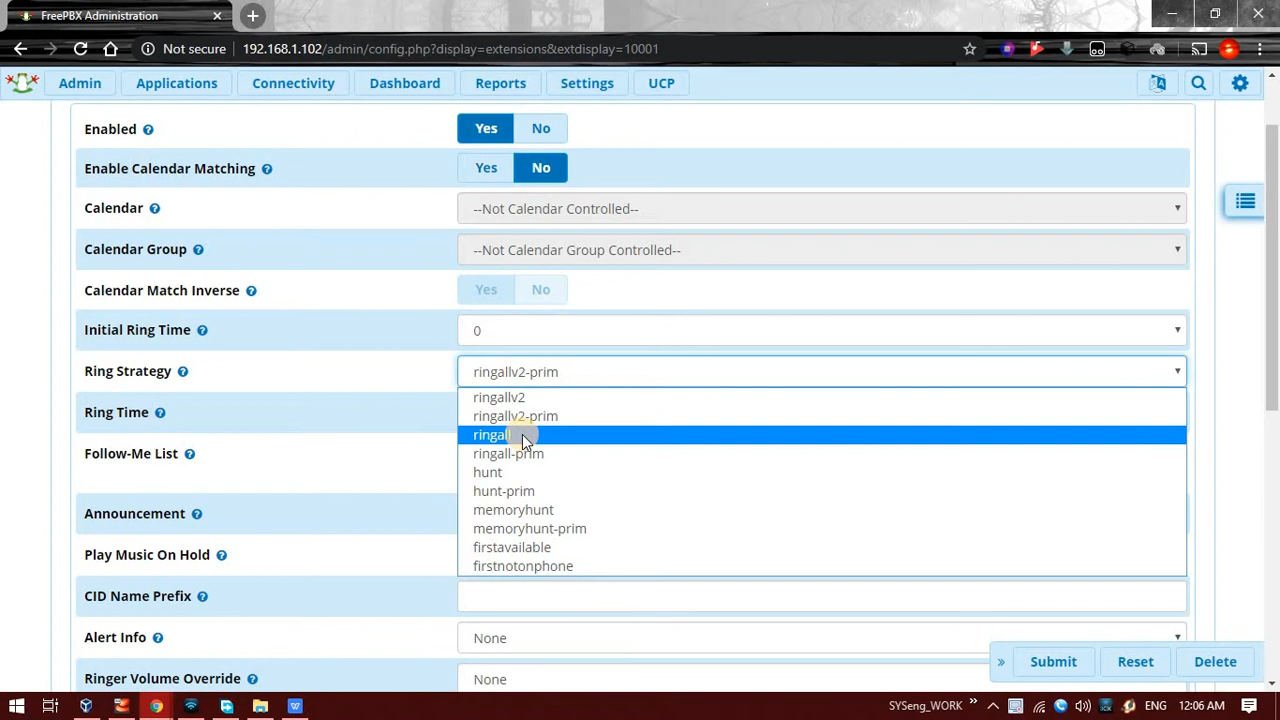 FreePBX Administration
Not secure 192.168.1.102/admin/config.php?display=extensions&extdisplay=10001
Admin Applications Connectivity Dashboard Reports Settings UCP
Enabled Yes No
Enable Calendar Matching Yes No
Calendar --Not Calendar Controlled--
Calendar Group --Not Calendar Group Controlled--
Calendar Match Inverse Yes No
Initial Ring Time 0
Ring Strategy ringallv2-prim
ringallv2
Ring Time ringallv2-prim
ringall
Follow-Me List ringall-prim
hunt
hunt-prim
Announcement memoryhunt
memoryhunt-prim
Play Music On Hold firstavailable
firstnotonphone
CID Name Prefix
Alert Info None
Submit Reset Delete
Ringer Volume Override None
SYSeng_WORK ENG 12:06 AM